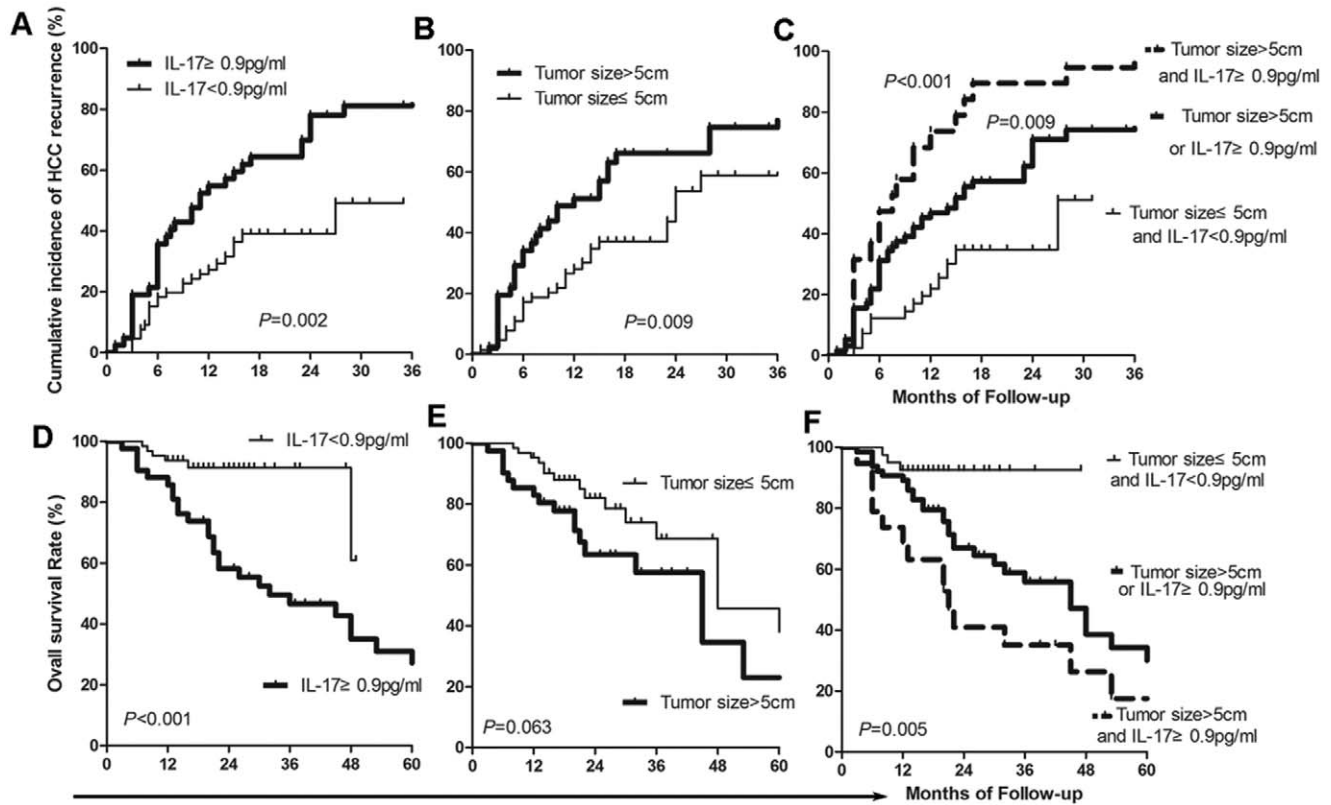 A
Cumulative incidence of HCC recurrence (%)
100
80
60
40
20
0
IL-17≥ 0.9pg/ml
IL-17<0.9pg/ml
P=0.002
0 6 12 18 24 30 36
B
100
80
60
40
20
0
Tumor size>5cm
Tumor size≤ 5cm
P=0.009
0 6 12 18 24 30 36
C
100
80
60
40
20
0
P<0.001
P=0.009
Tumor size>5cm
and IL-17≥ 0.9pg/ml
Tumor size>5cm
or IL-17≥ 0.9pg/ml
Tumor size≤ 5cm
and IL-17<0.9pg/ml
0 6 12 18 24 30 36
Months of Follow-up
D
Ovall survival Rate (%)
100
80
60
40
20
0
IL-17<0.9pg/ml
IL-17≥ 0.9pg/ml
P<0.001
0 12 24 36 48 60
E
100
80
60
40
20
0
Tumor size≤ 5cm
Tumor size>5cm
P=0.063
0 12 24 36 48 60
F
100
80
60
40
20
0
Tumor size≤ 5cm
and IL-17<0.9pg/ml
Tumor size>5cm
or IL-17≥ 0.9pg/ml
Tumor size>5cm
and IL-17≥ 0.9pg/ml
P=0.005
0 12 24 36 48 60
Months of Follow-up